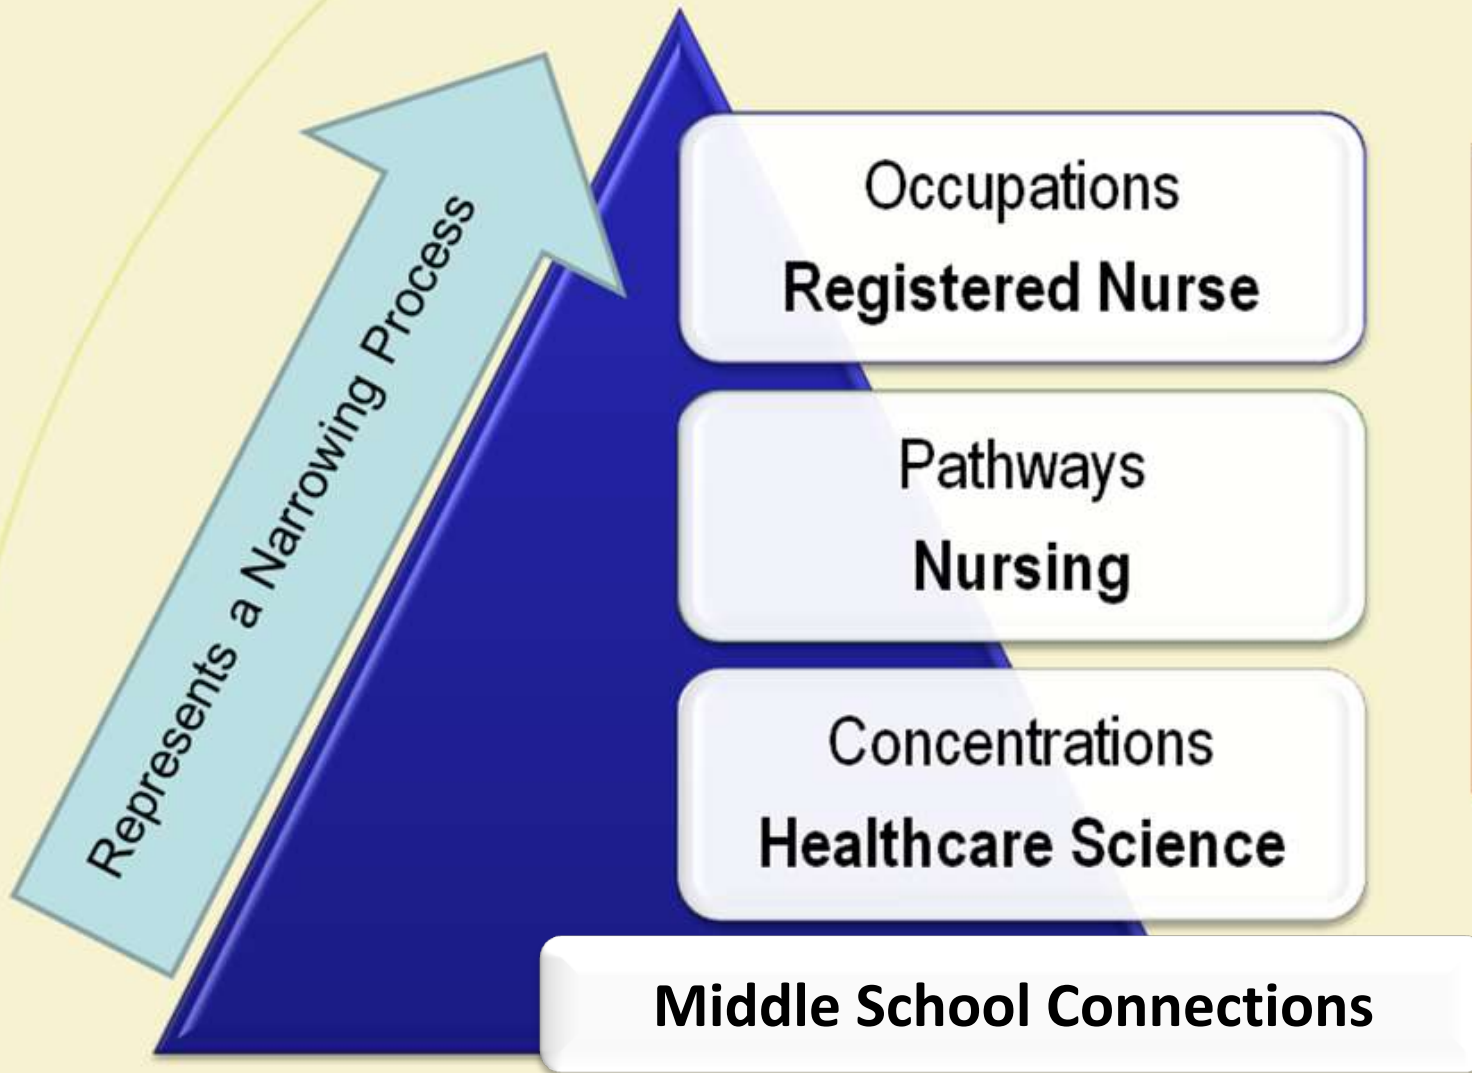 Represents a Narrowing Process
Occupations
Registered Nurse
Pathways
Nursing
Concentrations
Healthcare Science
Middle School Connections